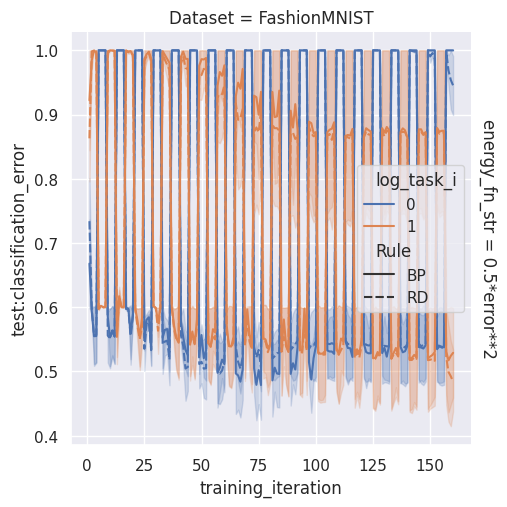 Dataset = FashionMNIST
test:classification_error
1.0
0.9
0.8
0.7
0.6
0.5
0.4
log_task_i
0
1
Rule
BP
RD
energy_fn_str = 0.5*error**2
0 25 50 75 100 125 150
training_iteration